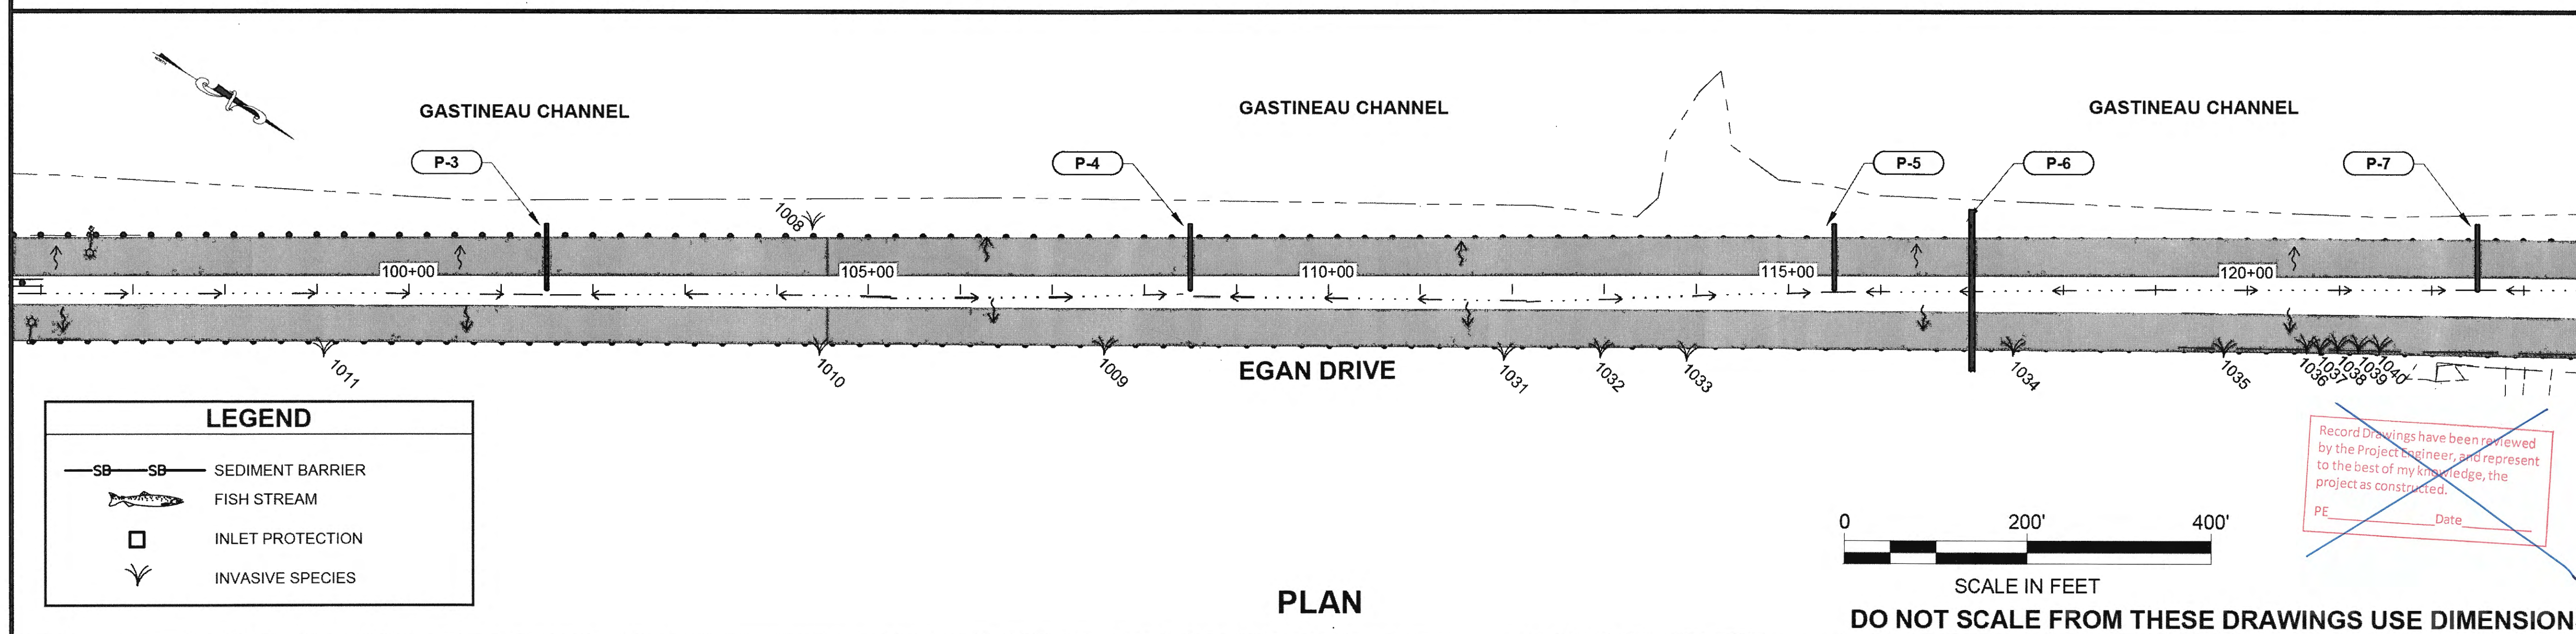 GASTINEAU CHANNEL
GASTINEAU CHANNEL
GASTINEAU CHANNEL
P-3
P-4
P-5
P-6
P-7
1008
100+00
105+00
110+00
115+00
120+00
1011
1010
1009
EGAN DRIVE
1031
1032
1033
1034
1035
1036
1037
1038
1039
1040
LEGEND
SB SB SEDIMENT BARRIER
FISH STREAM
INLET PROTECTION
INVASIVE SPECIES
Record Drawings have been reviewed
by the Project Engineer, and represent
to the best of my knowledge, the
project as constructed.
PE Date
0 200' 400'
SCALE IN FEET
PLAN
DO NOT SCALE FROM THESE DRAWINGS USE DIMENSION